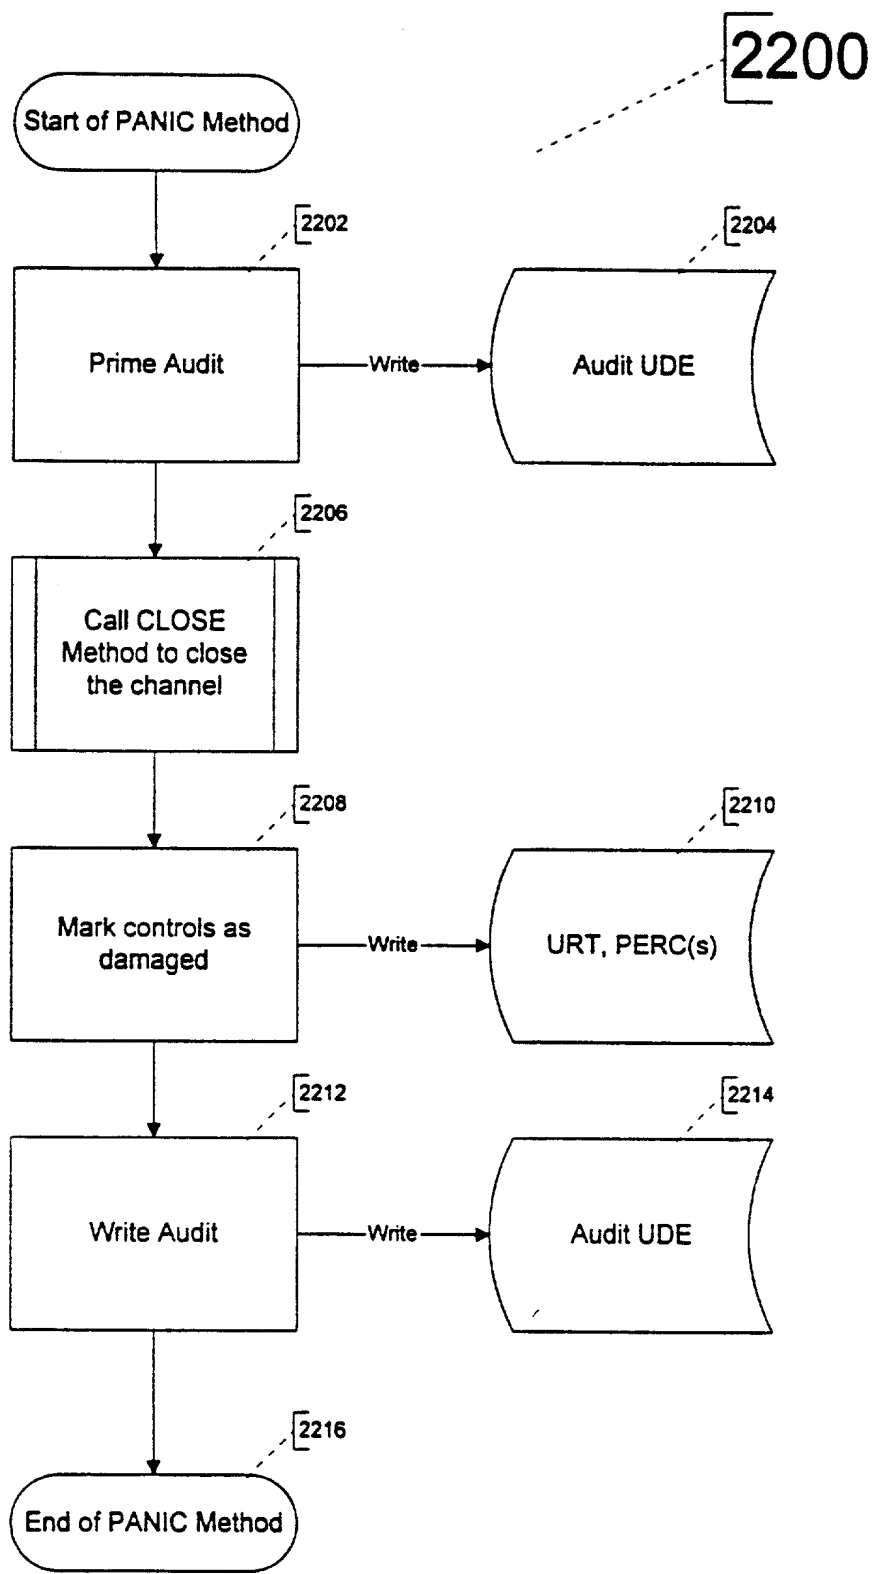 2200
Start of PANIC Method
2202
2204
Prime Audit
Write
Audit UDE
2206
Call CLOSE
Method to close
the channel
2208
2210
Mark controls as
damaged
Write
URT, PERC(s)
2212
2214
Write Audit
Write
Audit UDE
2216
End of PANIC Method